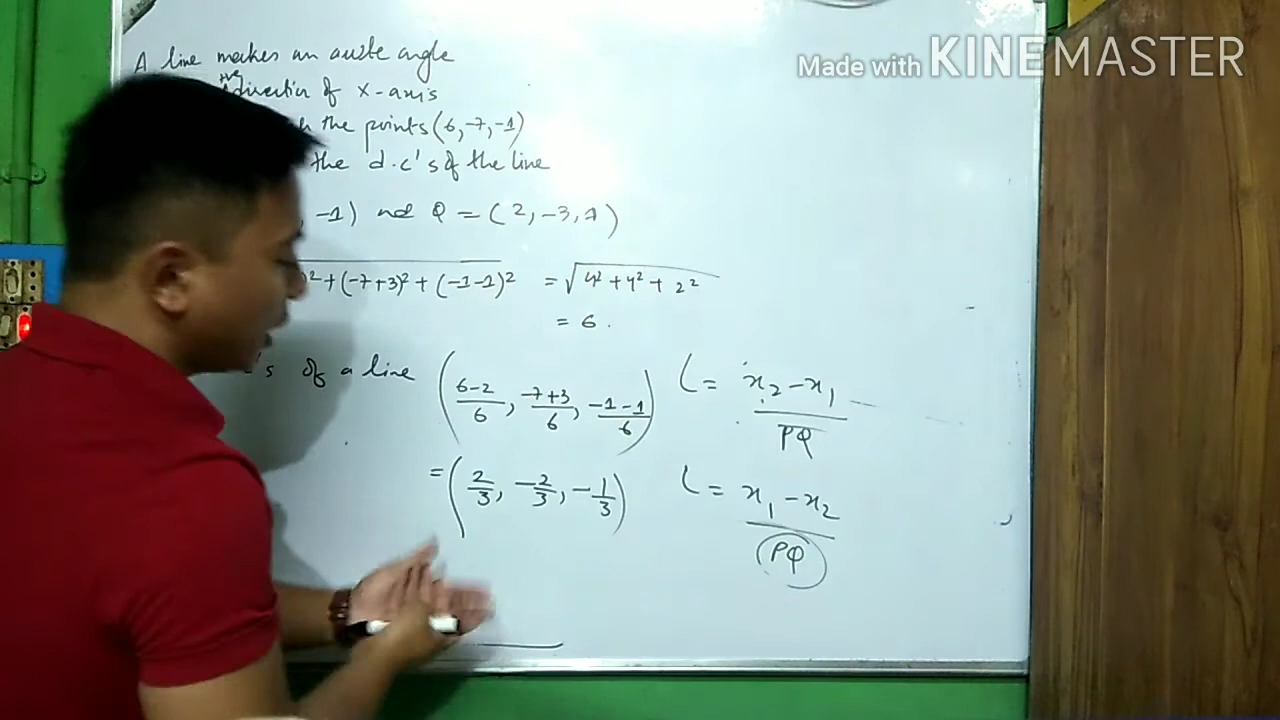 Made with KINEMASTER
A line makes an acute angle
+ve direction of x-axis
the points (6, -7, -1)
the d.c's of the line
, -1) and Q = (2, -3, 1)
)² + (-7+3)² + (-1-1)² = √4² + 4² + 2²
= 6.
's of a line (6-2/6, -7+3/6, -1-1/6) l = x₂ - x₁/PQ
= (2/3, -2/3, -1/3) l = x₁ - x₂/PQ